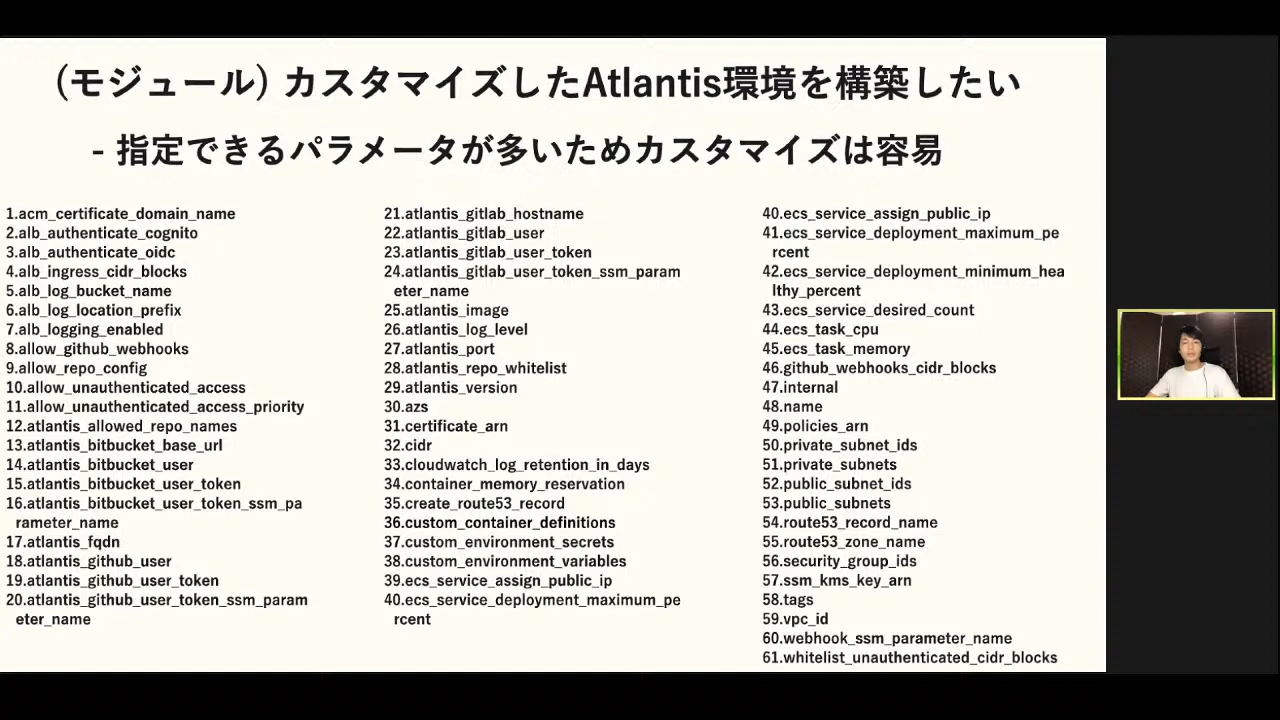 (モジュール) カスタマイズしたAtlantis環境を構築したい
- 指定できるパラメータが多いためカスタマイズは容易
1.acm_certificate_domain_name
2.alb_authenticate_cognito
3.alb_authenticate_oidc
4.alb_ingress_cidr_blocks
5.alb_log_bucket_name
6.alb_log_location_prefix
7.alb_logging_enabled
8.allow_github_webhooks
9.allow_repo_config
10.allow_unauthenticated_access
11.allow_unauthenticated_access_priority
12.atlantis_allowed_repo_names
13.atlantis_bitbucket_base_url
14.atlantis_bitbucket_user
15.atlantis_bitbucket_user_token
16.atlantis_bitbucket_user_token_ssm_pa
rameter_name
17.atlantis_fqdn
18.atlantis_github_user
19.atlantis_github_user_token
20.atlantis_github_user_token_ssm_param
eter_name
21.atlantis_gitlab_hostname
22.atlantis_gitlab_user
23.atlantis_gitlab_user_token
24.atlantis_gitlab_user_token_ssm_param
eter_name
25.atlantis_image
26.atlantis_log_level
27.atlantis_port
28.atlantis_repo_whitelist
29.atlantis_version
30.azs
31.certificate_arn
32.cidr
33.cloudwatch_log_retention_in_days
34.container_memory_reservation
35.create_route53_record
36.custom_container_definitions
37.custom_environment_secrets
38.custom_environment_variables
39.ecs_service_assign_public_ip
40.ecs_service_deployment_maximum_pe
rcent
40.ecs_service_assign_public_ip
41.ecs_service_deployment_maximum_pe
rcent
42.ecs_service_deployment_minimum_hea
lthy_percent
43.ecs_service_desired_count
44.ecs_task_cpu
45.ecs_task_memory
46.github_webhooks_cidr_blocks
47.internal
48.name
49.policies_arn
50.private_subnet_ids
51.private_subnets
52.public_subnet_ids
53.public_subnets
54.route53_record_name
55.route53_zone_name
56.security_group_ids
57.ssm_kms_key_arn
58.tags
59.vpc_id
60.webhook_ssm_parameter_name
61.whitelist_unauthenticated_cidr_blocks